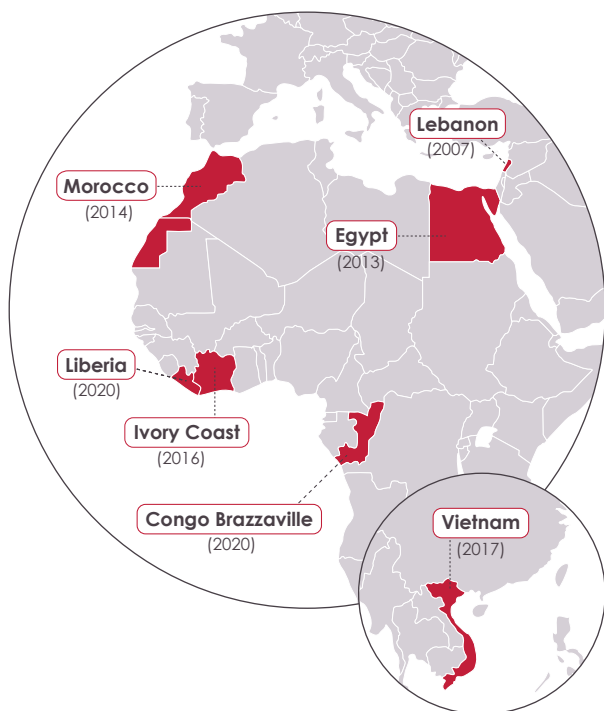 Lebanon
(2007)
Morocco
(2014)
Egypt
(2013)
Liberia
(2020)
Ivory Coast
(2016)
Congo Brazzaville
(2020)
Vietnam
(2017)